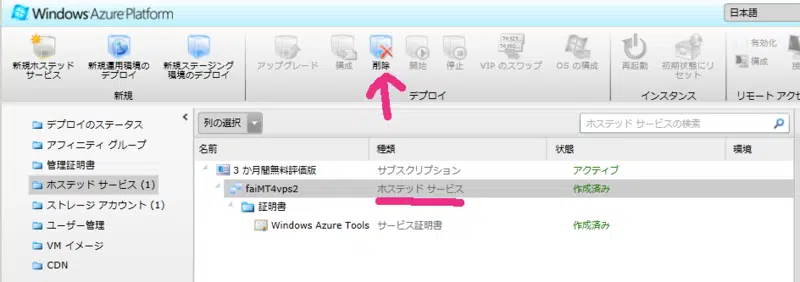 Windows Azure Platform
日本語
新規ホステッド サービス
新規運用環境の デプロイ
新規ステージング 環境のデプロイ
アップグレード
構成
削除
開始
停止
VIP のスワップ
OS の構成
再起動
初期状態にリセット
有効化
構成
接
新規
デプロイ
インスタンス
リモート アクセ
デプロイのステータス
アフィニティ グループ
管理証明書
ホステッド サービス (1)
ストレージ アカウント (1)
ユーザー管理
VM イメージ
CDN
列の選択
ホステッド サービスの検索
名前 種類 状態 環境
3 か月間無料評価版 サブスクリプション アクティブ
faiMT4vps2 ホステッド サービス 作成済み
証明書
Windows Azure Tools サービス証明書 作成済み